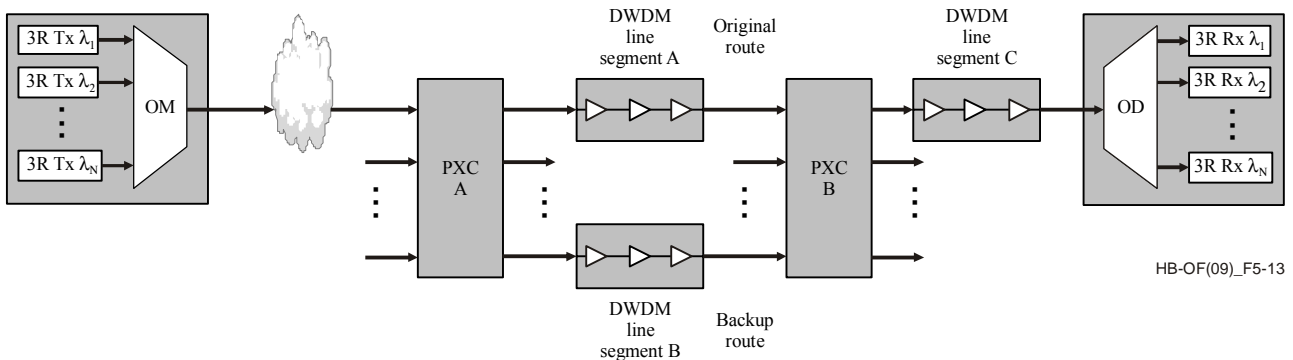 3R Tx λ1
3R Tx λ2
3R Tx λN
OM
PXC
A
DWDM
line
segment A
Original
route
DWDM
line
segment B
Backup
route
PXC
B
DWDM
line
segment C
OD
3R Rx λ1
3R Rx λ2
3R Rx λN
HB-OF(09)_F5-13